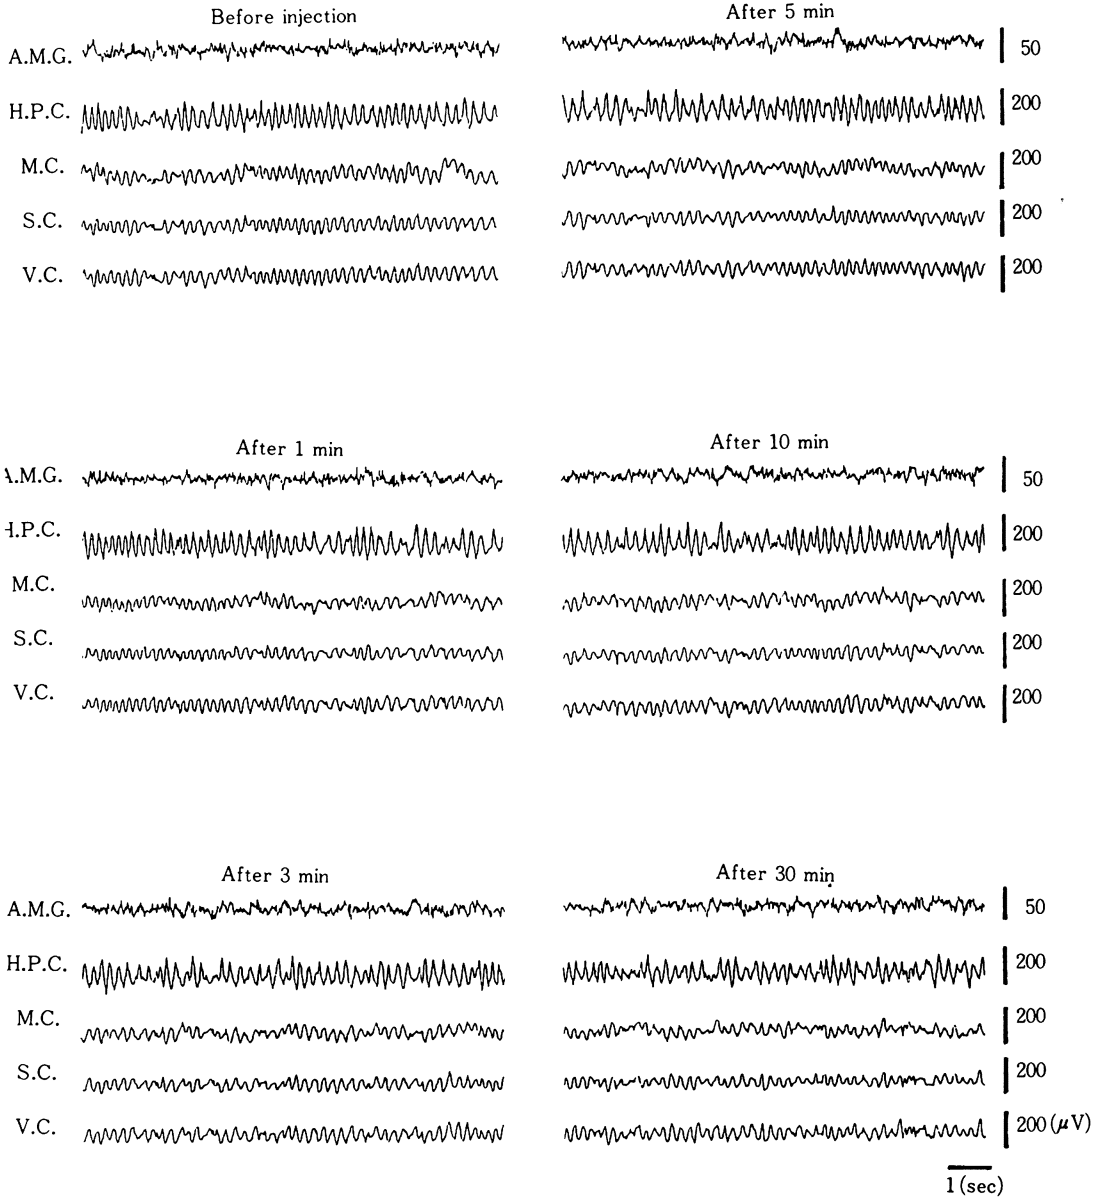 Before injection
After 5 min
A.M.G.
50
H.P.C.
200
M.C.
200
S.C.
200
V.C.
200
After 1 min
After 10 min
A.M.G.
50
H.P.C.
200
M.C.
200
S.C.
200
V.C.
200
After 3 min
After 30 min
A.M.G.
50
H.P.C.
200
M.C.
200
S.C.
200
V.C.
200 (μV)
1 (sec)